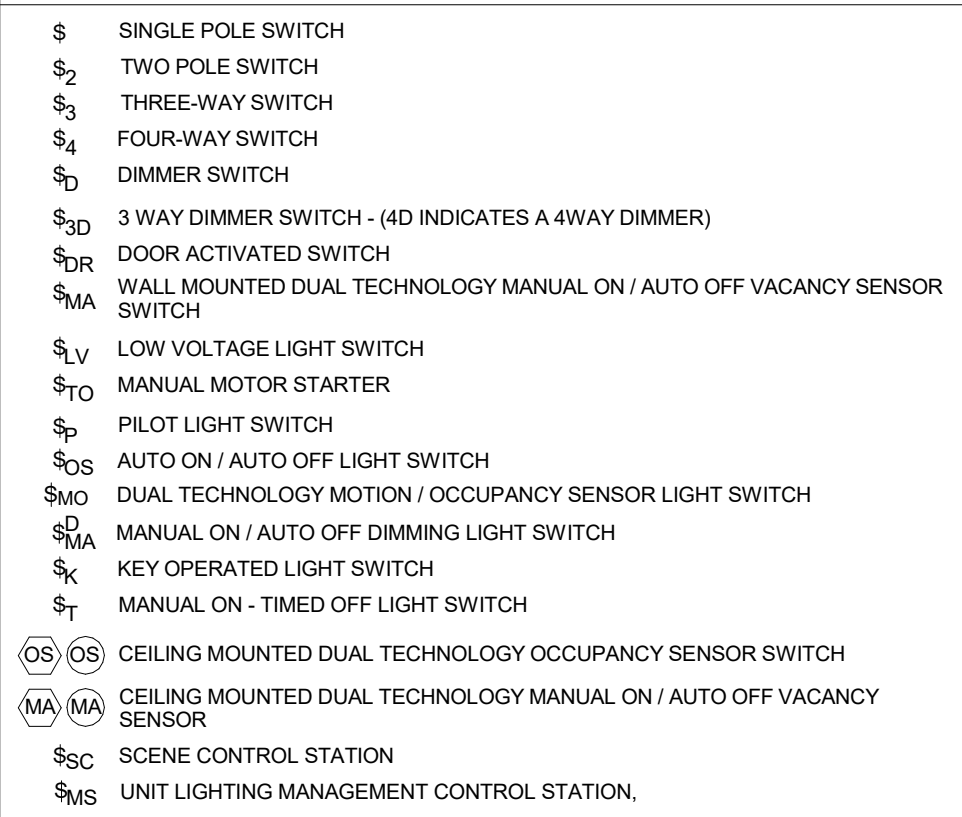 $ SINGLE POLE SWITCH
$2 TWO POLE SWITCH
$3 THREE-WAY SWITCH
$4 FOUR-WAY SWITCH
$D DIMMER SWITCH
$3D 3 WAY DIMMER SWITCH - (4D INDICATES A 4WAY DIMMER)
$DR DOOR ACTIVATED SWITCH
$MA WALL MOUNTED DUAL TECHNOLOGY MANUAL ON / AUTO OFF VACANCY SENSOR
SWITCH
$LV LOW VOLTAGE LIGHT SWITCH
$TO MANUAL MOTOR STARTER
$P PILOT LIGHT SWITCH
$OS AUTO ON / AUTO OFF LIGHT SWITCH
$MO DUAL TECHNOLOGY MOTION / OCCUPANCY SENSOR LIGHT SWITCH
$D MA MANUAL ON / AUTO OFF DIMMING LIGHT SWITCH
$K KEY OPERATED LIGHT SWITCH
$T MANUAL ON - TIMED OFF LIGHT SWITCH
OS OS CEILING MOUNTED DUAL TECHNOLOGY OCCUPANCY SENSOR SWITCH
MA MA CEILING MOUNTED DUAL TECHNOLOGY MANUAL ON / AUTO OFF VACANCY
SENSOR
$SC SCENE CONTROL STATION
$MS UNIT LIGHTING MANAGEMENT CONTROL STATION,